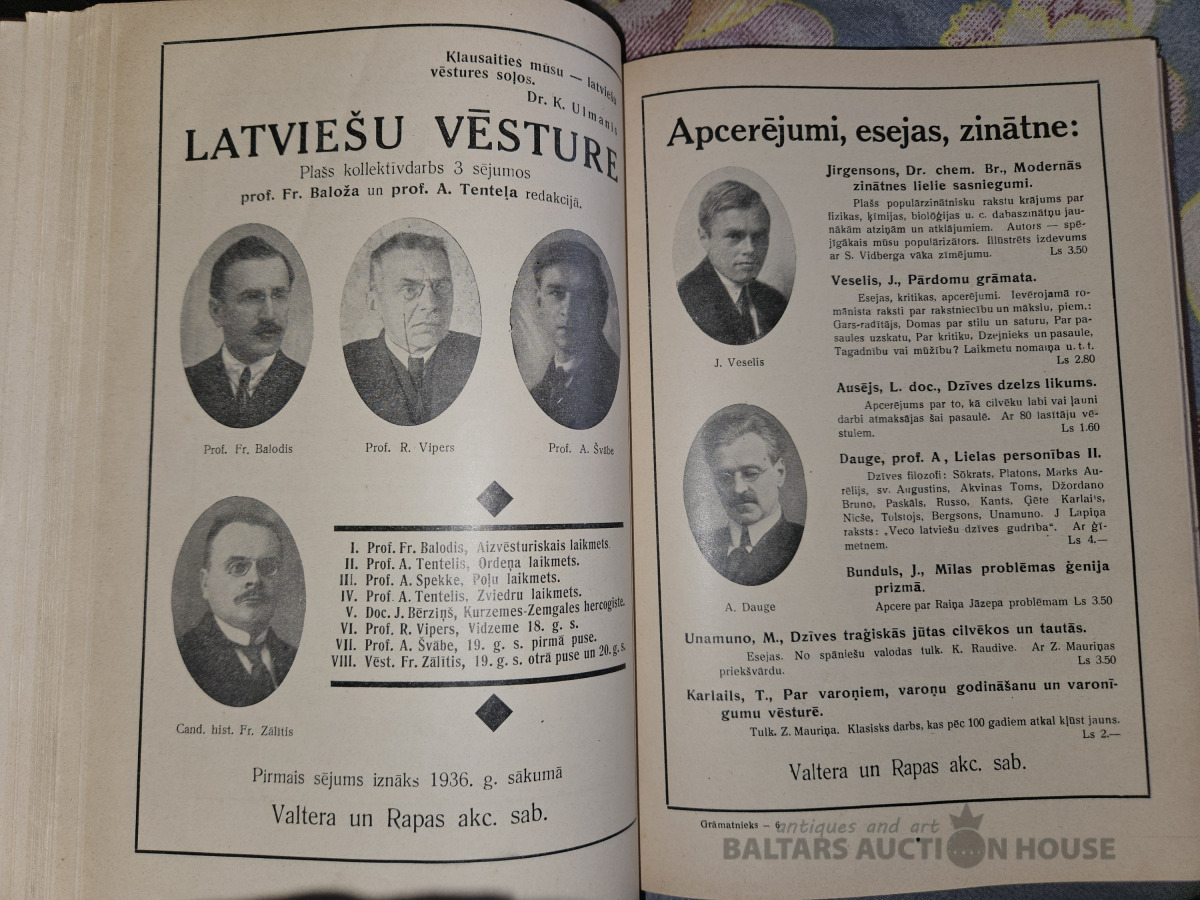 Klausaities mūsu — latviešu
vēstures soļos.
Dr. K. Ulmanis
LATVIEŠU VĒSTURE
Plašs kollektīvdarbs 3 sējumos
prof. Fr. Baloža un prof. A. Tenteļa redakcijā.
Prof. Fr. Balodis
Prof. R. Vipers
Prof. A. Švābe
I. Prof. Fr. Balodis, Aizvēsturiskais laikmets.
II. Prof. A. Tentelis, Ordeņa laikmets.
III. Prof. A. Spekke, Poļu laikmets.
IV. Prof. A. Tentelis, Zviedru laikmets.
V. Doc. J. Bērziņš, Kurzemes-Zemgales hercogiste.
VI. Prof. R. Vipers, Vidzeme 18. g. s.
VII. Prof. A. Švābe, 19. g. s. pirmā puse.
VIII. Vēst. Fr. Zālītis, 19. g. s. otrā puse un 20. g. s.
Cand. hist. Fr. Zālītis
Pirmais sējums iznāks 1936. g. sākumā
Valtera un Rapas akc. sab.
Apcerējumi, esejas, zinātne:
Jirgensons, Dr. chem. Br., Modernās
zinātnes lielie sasniegumi.
Plašs populārzinātnisku rakstu krājums par
fizikas, ķīmijas, bioloģijas u. c. dabaszinātņu jau-
nākām atziņām un atklājumiem. Autors — spē-
jīgākais mūsu populārizātors. Illūstrēts izdevums
ar S. Vidberga vāka zīmējumu. Ls 3.50
Veselis, J., Pārdomu grāmata.
Esejas, kritikas, apcerējumi. Ievērojamā ro-
mānista raksti par rakstniecību un mākslu, piem.:
Gars-radītājs, Domas par stilu un saturu, Par pa-
saules uzskatu, Par kritiku, Dzejnieks un pasaule,
Tagadnību vai mūžību? Laikmetu nomaiņa u. t. t.
Ls 2.80
J. Veselis
Ausējs, L. doc., Dzīves dzelzs likums.
Apcerējums par to, kā cilvēku labi vai ļauni
darbi atmaksājas šai pasaulē. Ar 80 lasītāju vē-
stulem. Ls 1.60
Dauge, prof. A, Lielas personības II.
Dzīves filozofi: Sōkrats, Platons, Marks Au-
rēlijs, sv. Augustins, Akvinas Toms, Džordano
Bruno, Paskāls, Russo, Kants, Gēte Karlails,
Nīcše, Tolstojs, Bergsons, Unamuno. J Lapiņa
raksts: „Veco latviešu dzīves gudrība“. Ar ģī-
metnem. Ls 4.—
A. Dauge
Bunduls, J., Mīlas problēmas ģenija
prizmā.
Apcere par Raiņa Jāzepa problēmam Ls 3.50
Unamuno, M., Dzīves traģiskās jūtas cilvēkos un tautās.
Esejas. No spāniešu valodas tulk. K. Raudive. Ar Z. Mauriņas
priekšvārdu. Ls 3.50
Karlails, T., Par varoņiem, varoņu godināšanu un varonī-
gumu vēsturē.
Tulk. Z. Mauriņa. Klasisks darbs, kas pēc 100 gadiem atkal kļūst jauns.
Ls 2.—
Valtera un Rapas akc. sab.
Grāmatnieks — 6
antiques and art
BALTARS AUCTION HOUSE